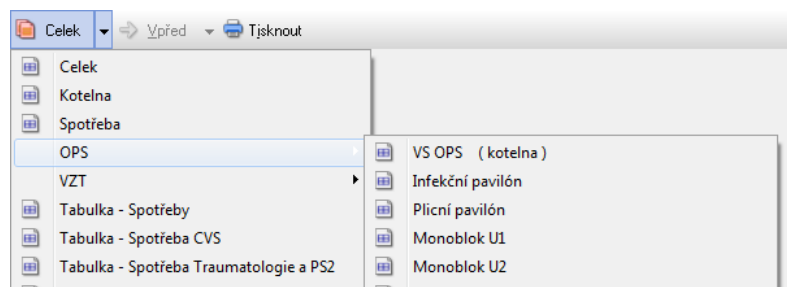 Celek Vpřed Tisknout
Celek
Kotelna
Spotřeba
OPS
VZT
Tabulka - Spotřeby
Tabulka - Spotřeba CVS
Tabulka - Spotřeba Traumatologie a PS2
VS OPS ( kotelna )
Infekční pavilón
Plicní pavilón
Monoblok U1
Monoblok U2